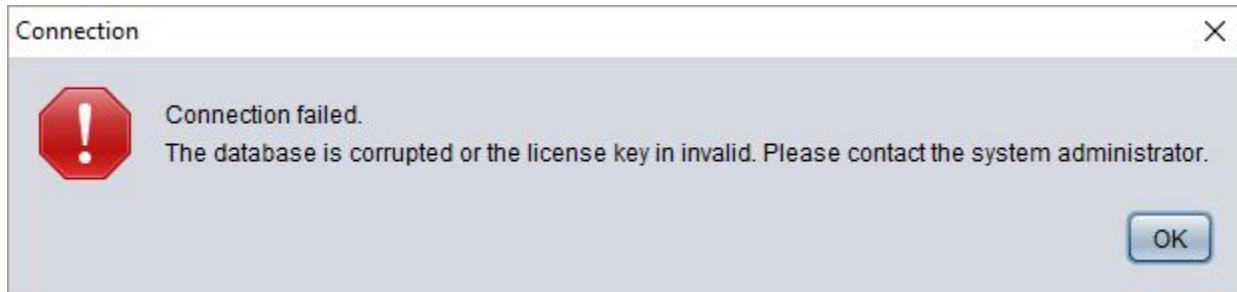 Connection
Connection failed.
The database is corrupted or the license key in invalid. Please contact the system administrator.
OK